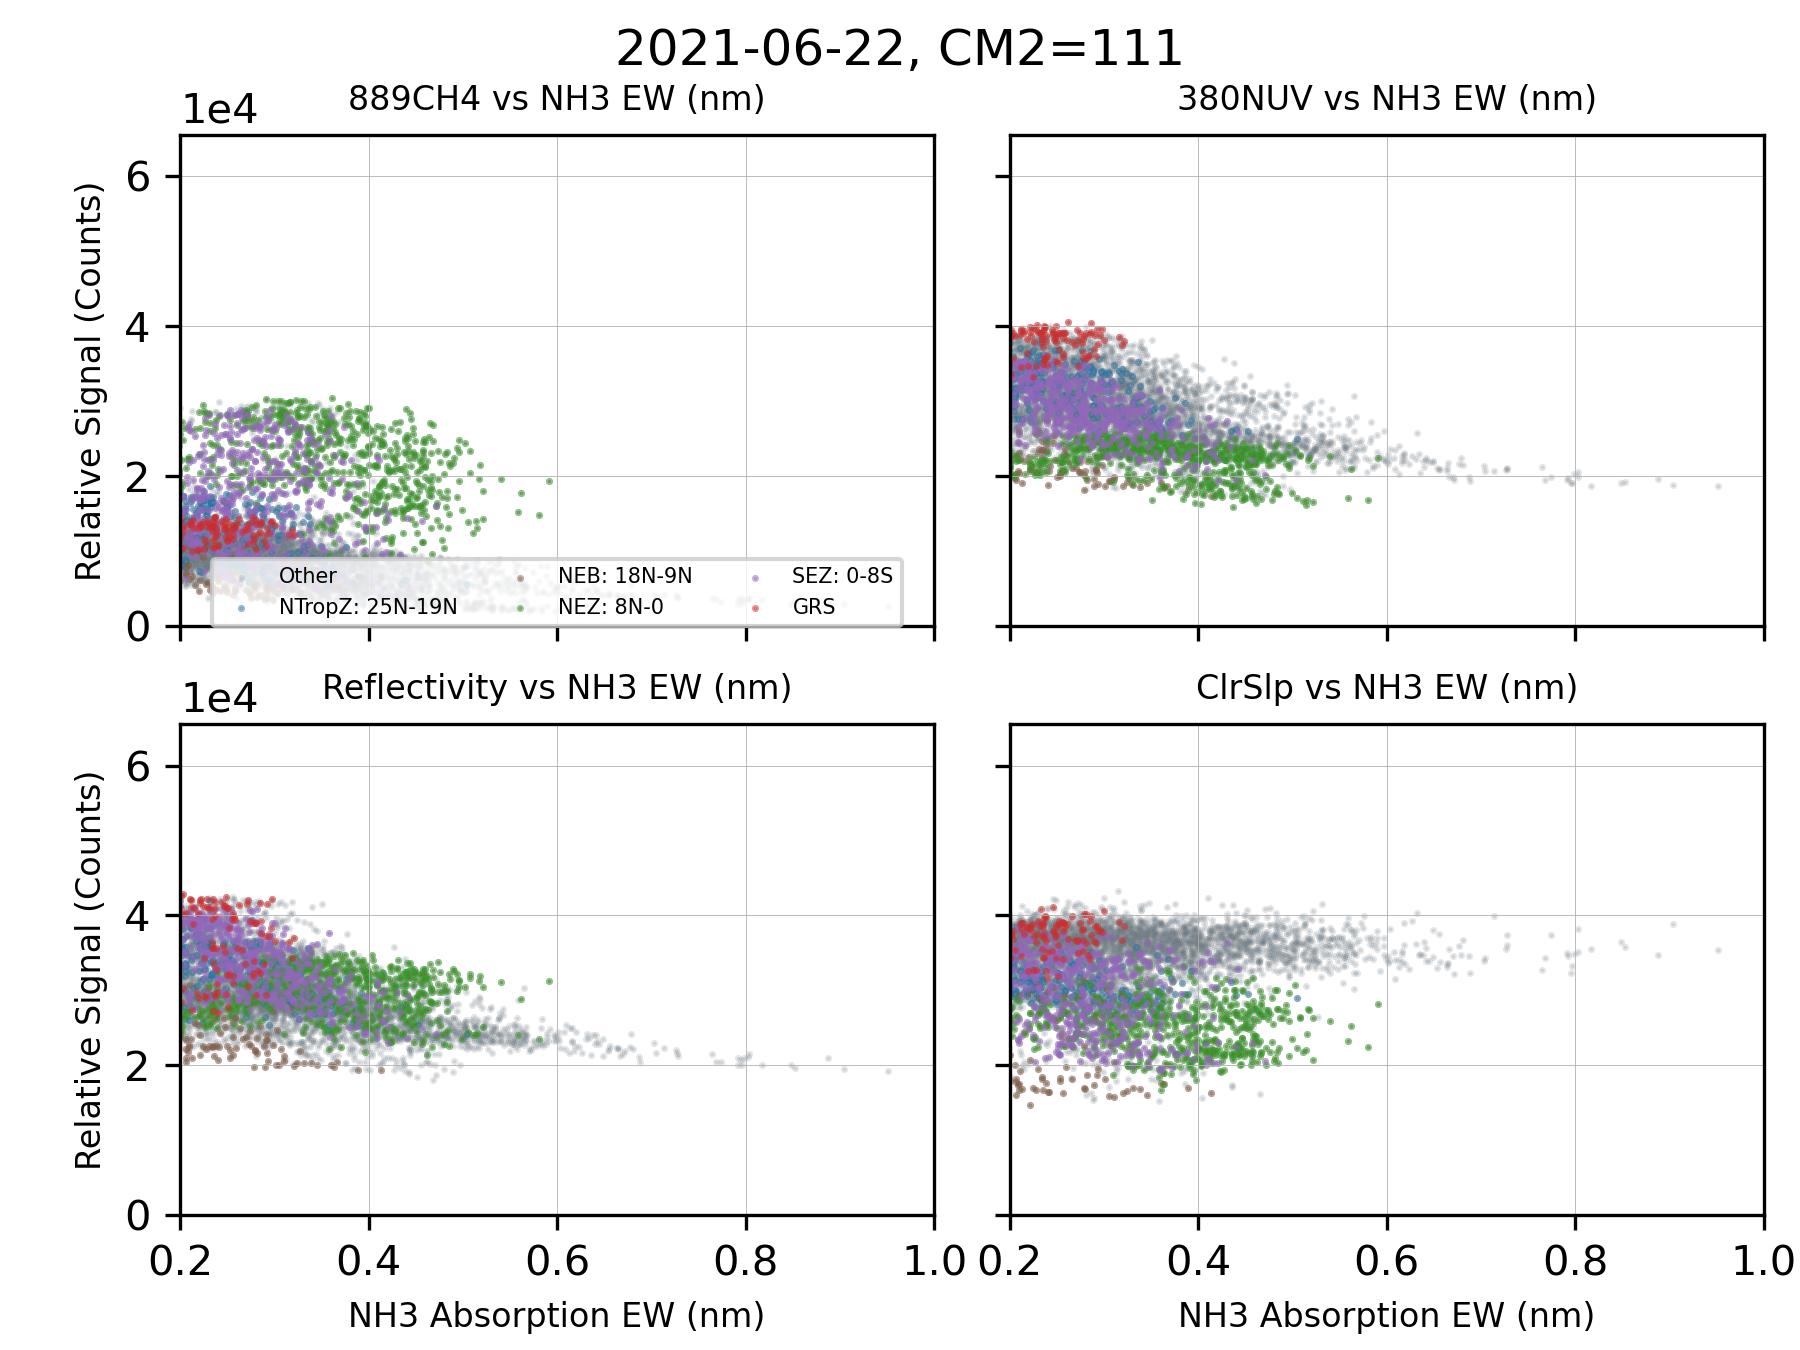 2021-06-22, CM2=111
889CH4 vs NH3 EW (nm)
380NUV vs NH3 EW (nm)
1e4
6
4
2
0
Relative Signal (Counts)
Other
NTropZ: 25N-19N
NEB: 18N-9N
NEZ: 8N-0
SEZ: 0-8S
GRS
Reflectivity vs NH3 EW (nm)
ClrSlp vs NH3 EW (nm)
1e4
6
4
2
0
Relative Signal (Counts)
0.2 0.4 0.6 0.8 1.0
0.2 0.4 0.6 0.8 1.0
NH3 Absorption EW (nm)
NH3 Absorption EW (nm)